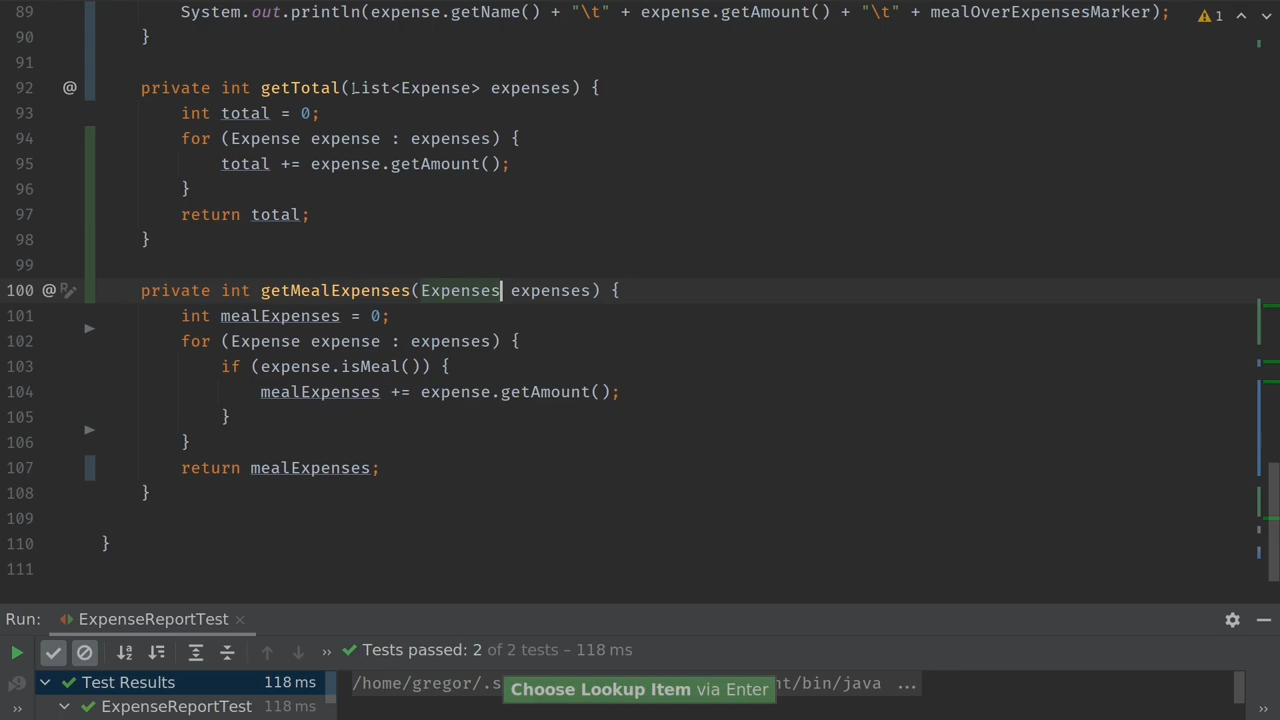 89 System.out.println(expense.getName() + "\t" + expense.getAmount() + "\t" + mealOverExpensesMarker);
90 }
91
92 @ private int getTotal(List<Expense> expenses) {
93 int total = 0;
94 for (Expense expense : expenses) {
95 total += expense.getAmount();
96 }
97 return total;
98 }
99
100 @ private int getMealExpenses(Expenses expenses) {
101 int mealExpenses = 0;
102 for (Expense expense : expenses) {
103 if (expense.isMeal()) {
104 mealExpenses += expense.getAmount();
105 }
106 }
107 return mealExpenses;
108 }
109
110 }
111
1
Run: ExpenseReportTest ×
Tests passed: 2 of 2 tests – 118 ms
Test Results 118 ms
/home/gregor/.s
Choose Lookup Item via Enter
nt/bin/java ...
ExpenseReportTest 118 ms